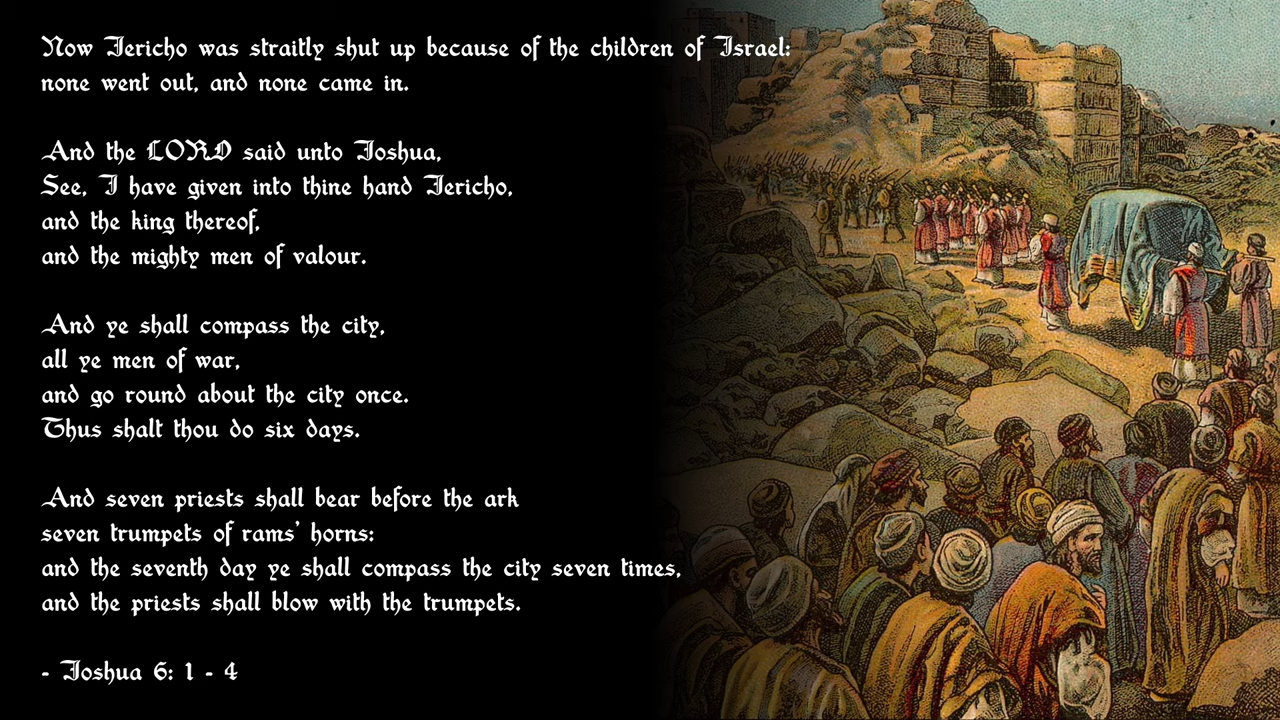 Now Jericho was straitly shut up because of the children of Israel:
none went out, and none came in.
And the LORD said unto Joshua,
See, I have given into thine hand Jericho,
and the king thereof,
and the mighty men of valour.
And ye shall compass the city,
all ye men of war,
and go round about the city once.
Thus shalt thou do six days.
And seven priests shall bear before the ark
seven trumpets of rams' horns:
and the seventh day ye shall compass the city seven times,
and the priests shall blow with the trumpets.
- Joshua 6: 1 - 4